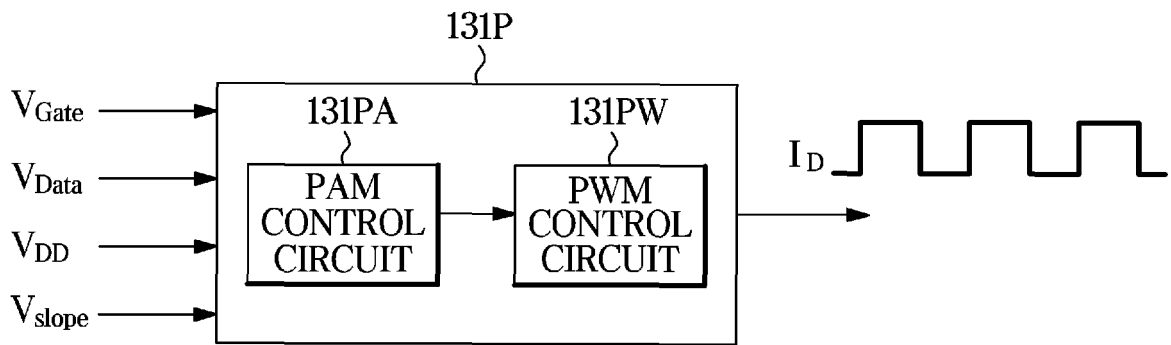 131P
V_Gate
V_Data
V_DD
V_slope
131PA
PAM
CONTROL
CIRCUIT
131PW
PWM
CONTROL
CIRCUIT
I_D